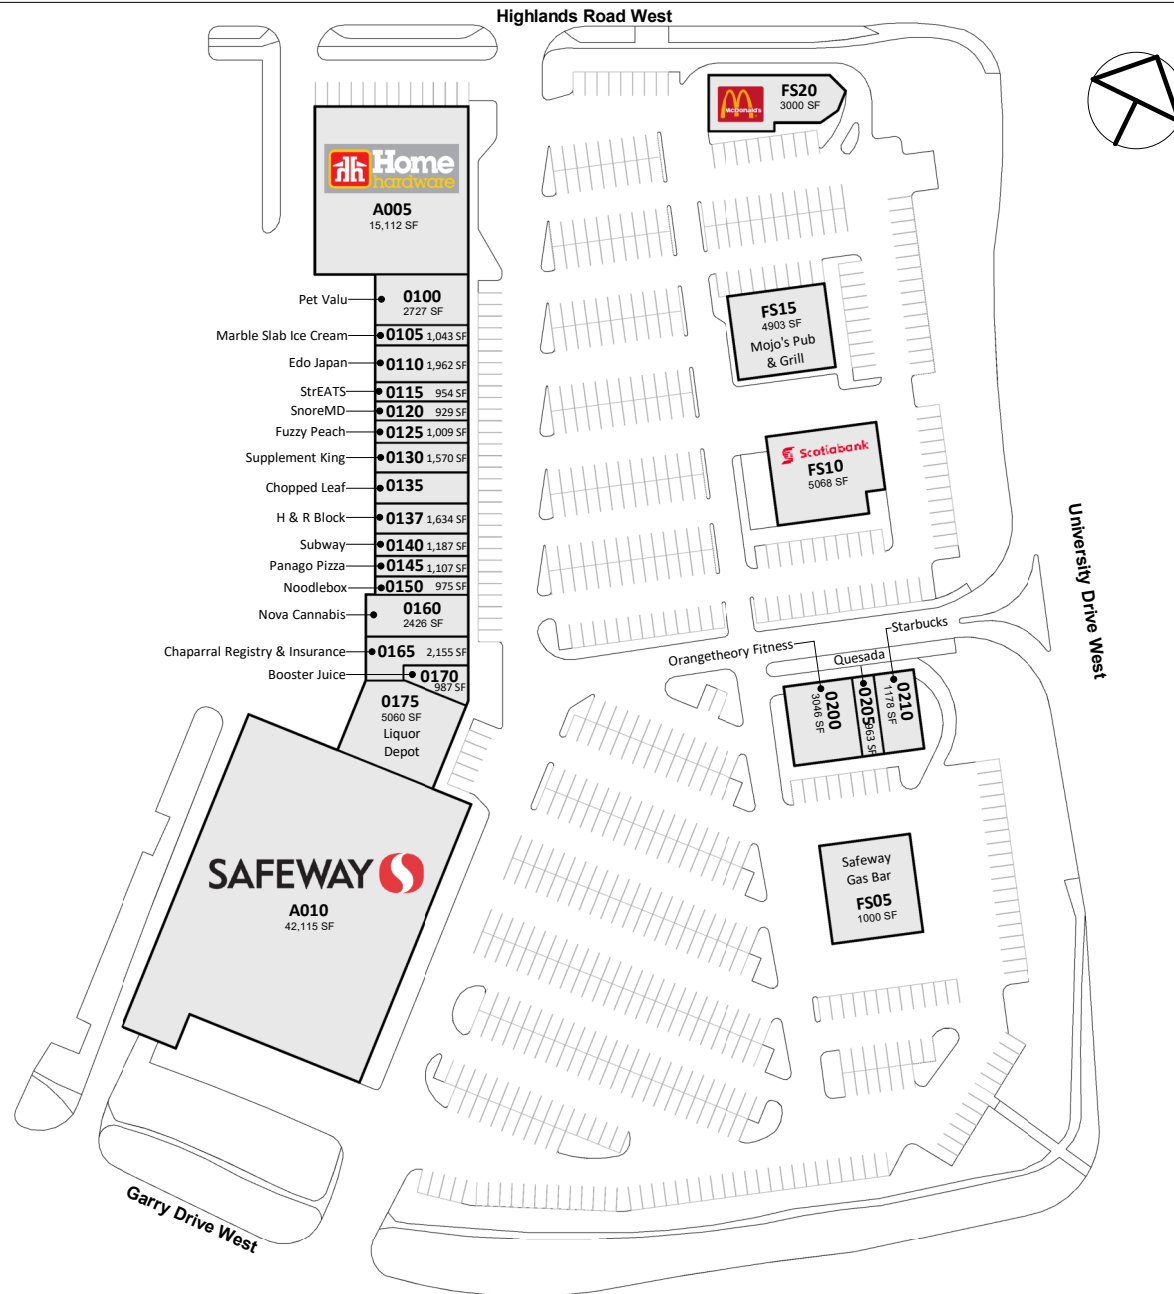 Highlands Road West
McDonald's
FS20
3000 SF
Home
hardware
A005
15,112 SF
Pet Valu
0100
2727 SF
Marble Slab Ice Cream
0105 1,043 SF
Edo Japan
0110 1,962 SF
StrEATS
0115 954 SF
SnoreMD
0120 929 SF
Fuzzy Peach
0125 1,009 SF
Supplement King
0130 1,570 SF
Chopped Leaf
0135
H & R Block
0137 1,634 SF
Subway
0140 1,187 SF
Panago Pizza
0145 1,107 SF
Noodlebox
0150 975 SF
Nova Cannabis
0160
2426 SF
Chaparral Registry & Insurance
0165 2,155 SF
Booster Juice
0170
987 SF
0175
5060 SF
Liquor
Depot
SAFEWAY
A010
42,115 SF
FS15
4903 SF
Mojo's Pub
& Grill
Scotiabank
FS10
5068 SF
University Drive West
Orangetheory Fitness
Quesada
Starbucks
0200
3046 SF
0205
963 SF
0210
1178 SF
Safeway
Gas Bar
FS05
1000 SF
Garry Drive West